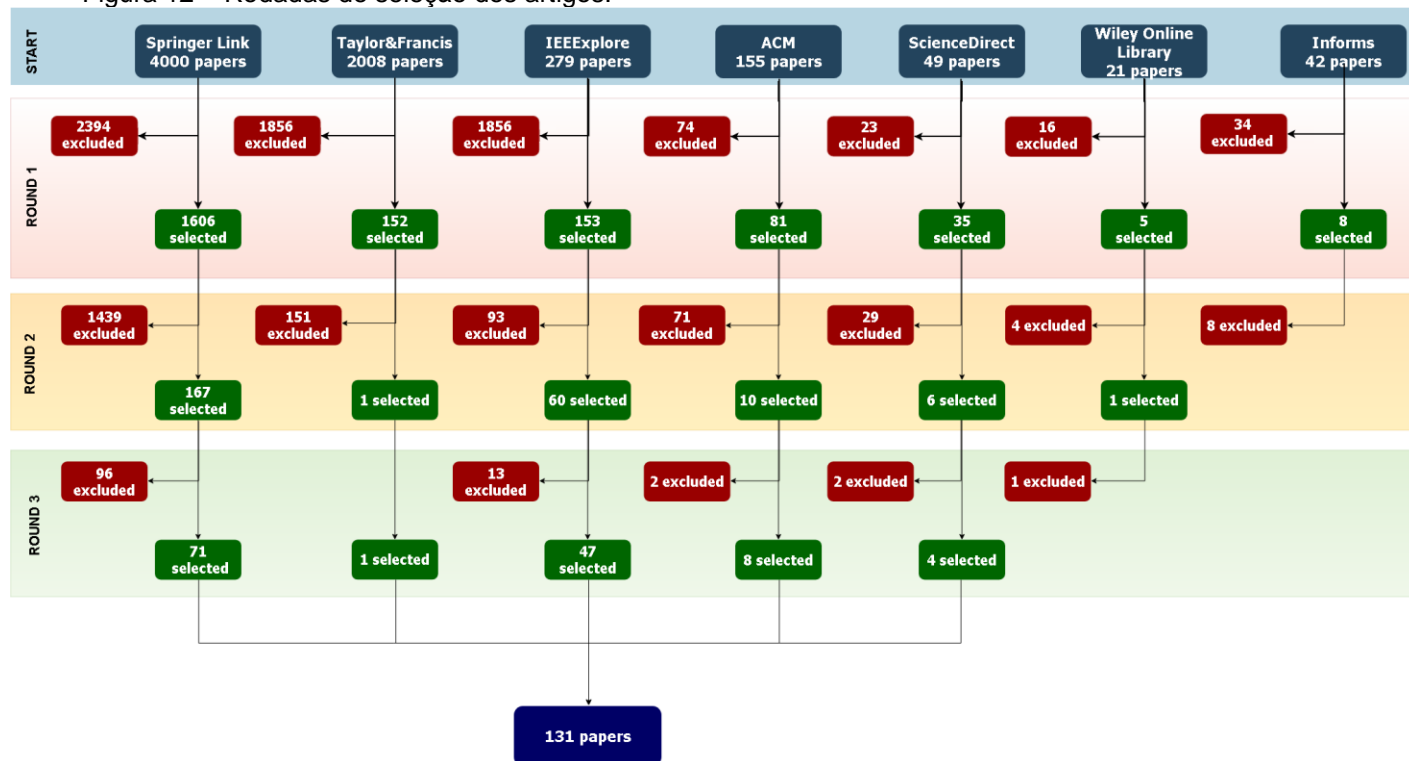 Figura 12 – Rodadas de seleção dos artigos.
START
Springer Link
4000 papers
Taylor&Francis
2008 papers
IEEExplore
279 papers
ACM
155 papers
ScienceDirect
49 papers
Wiley Online
Library
21 papers
Informs
42 papers
ROUND 1
2394
excluded
1856
excluded
1856
excluded
74
excluded
23
excluded
16
excluded
34
excluded
1606
selected
152
selected
153
selected
81
selected
35
selected
5
selected
8
selected
ROUND 2
1439
excluded
151
excluded
93
excluded
71
excluded
29
excluded
4 excluded
8 excluded
167
selected
1 selected
60 selected
10 selected
6 selected
1 selected
ROUND 3
96
excluded
13
excluded
2 excluded
2 excluded
1 excluded
71
selected
1 selected
47
selected
8 selected
4 selected
131 papers